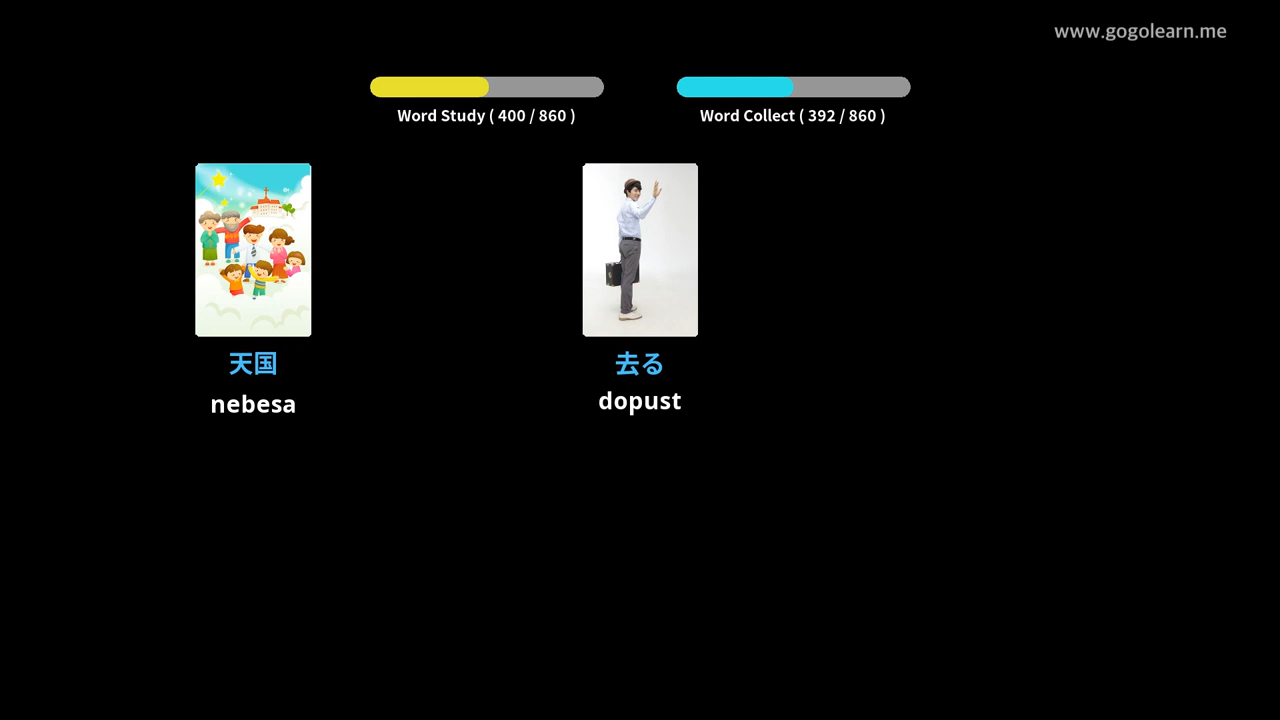 www.gogolearn.me
Word Study ( 400 / 860 )
Word Collect ( 392 / 860 )
天国
nebesa
去る
dopust